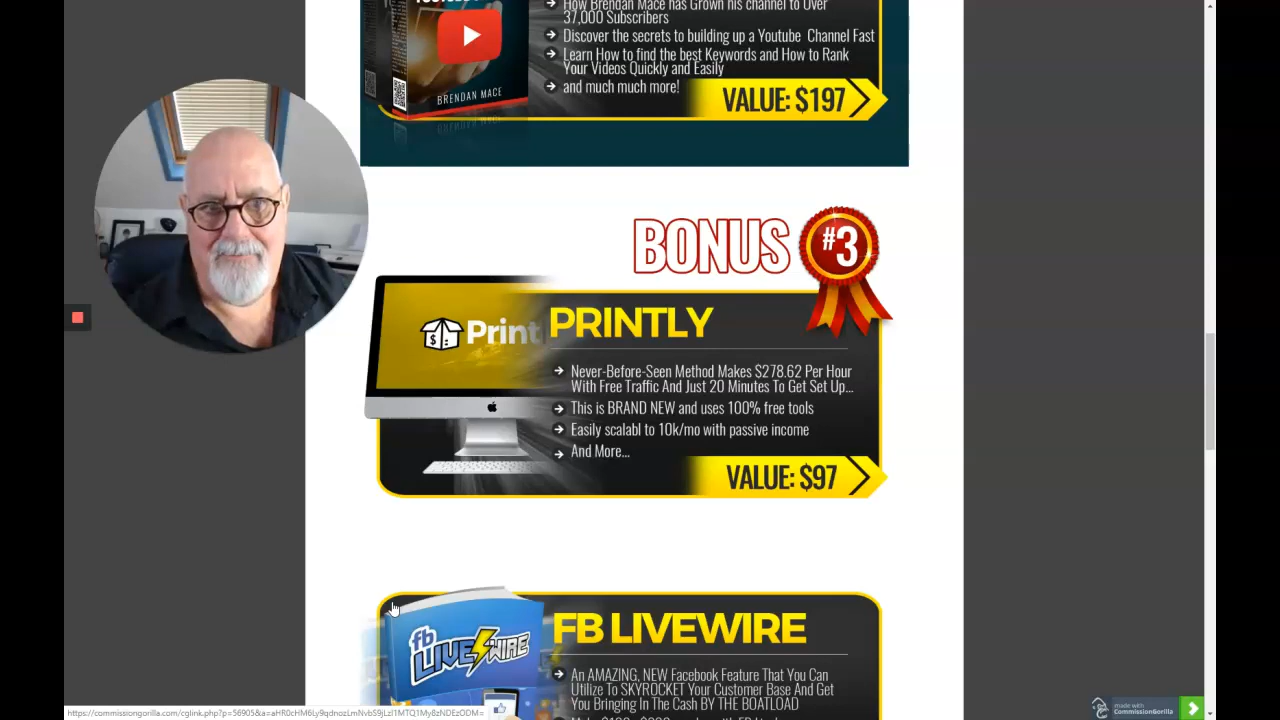 How Brendan Mace has Grown his channel to Over
37,000 Subscribers
Discover the secrets to building up a Youtube Channel Fast
Learn How to find the best Keywords and How to Rank
Your Videos Quickly and Easily
and much much more!
BRENDAN MACE
VALUE: $197
BONUS #3
Print
PRINTLY
Never-Before-Seen Method Makes $278.62 Per Hour
With Free Traffic And Just 20 Minutes To Get Set Up...
This is BRAND NEW and uses 100% free tools
Easily scalabl to 10k/mo with passive income
And More...
VALUE: $97
fb
LIVEWIRE
FB LIVEWIRE
An AMAZING, NEW Facebook Feature That You Can
Utilize To SKYROCKET Your Customer Base And Get
You Bringing In The Cash BY THE BOATLOAD
made with
CommissionGorilla